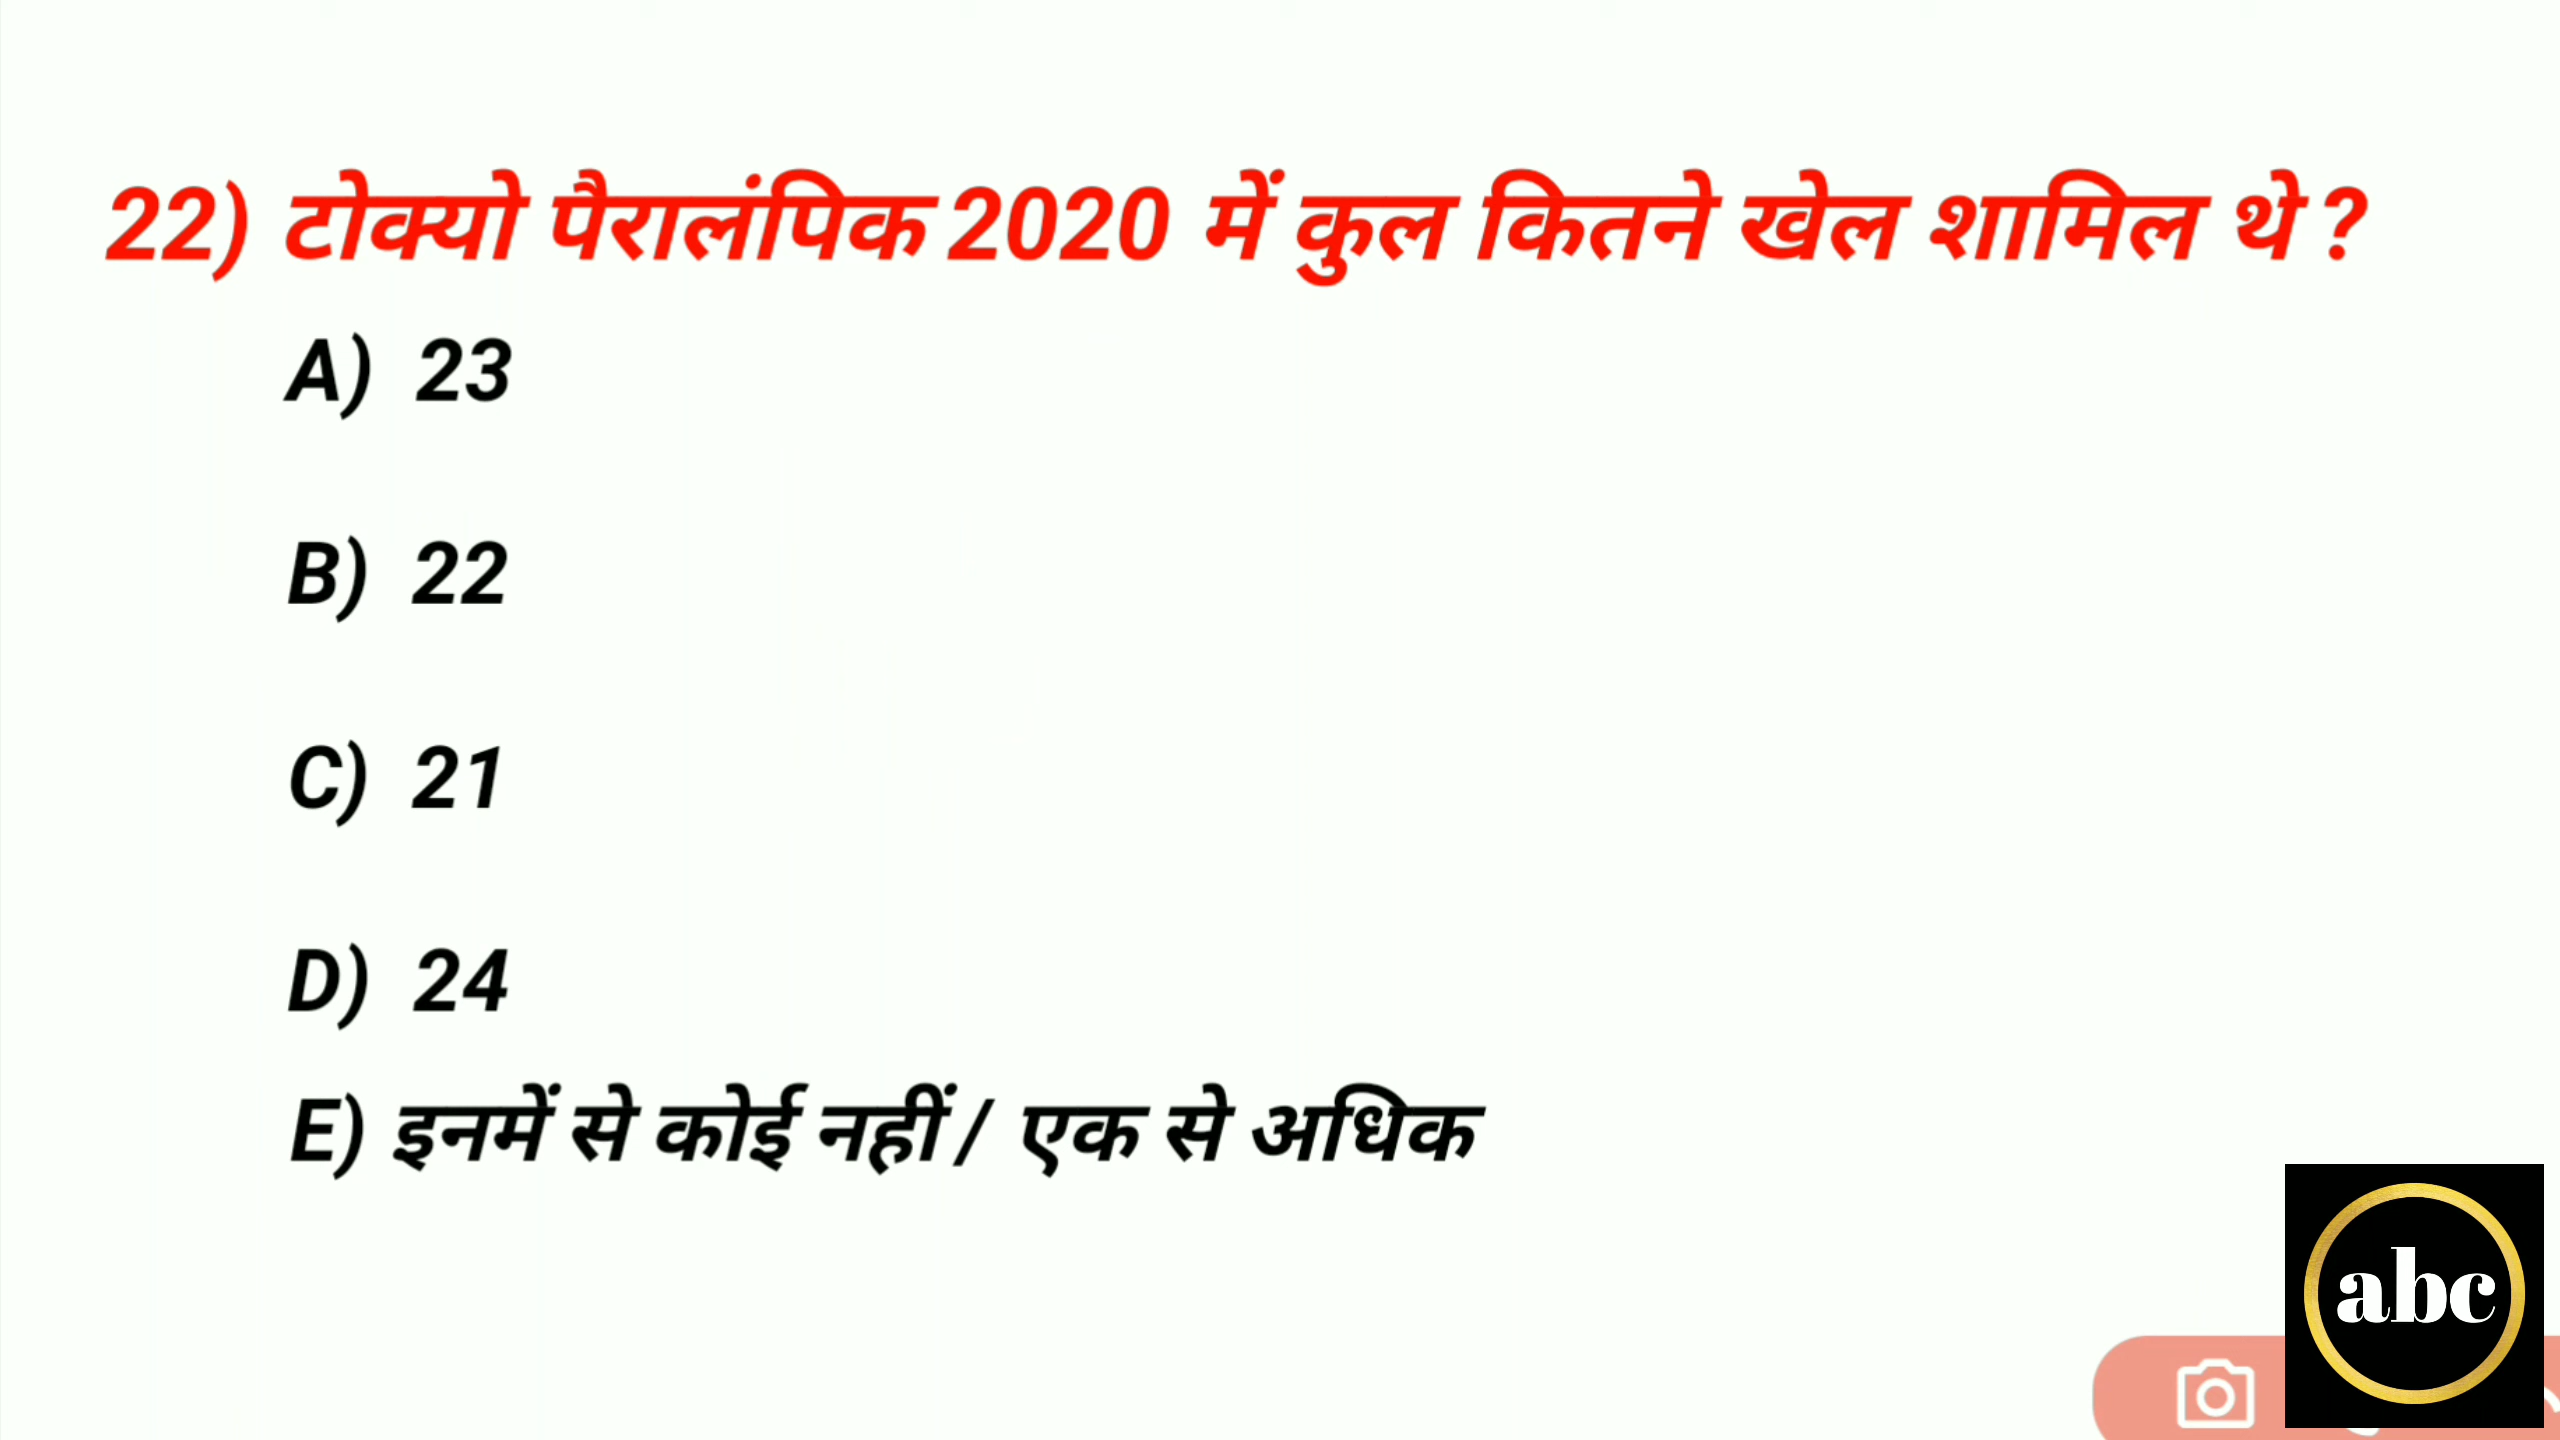 22) टोक्यो पैरालंपिक 2020 में कुल कितने खेल शामिल थे ?
A) 23
B) 22
C) 21
D) 24
E) इनमें से कोई नहीं / एक से अधिक
abc